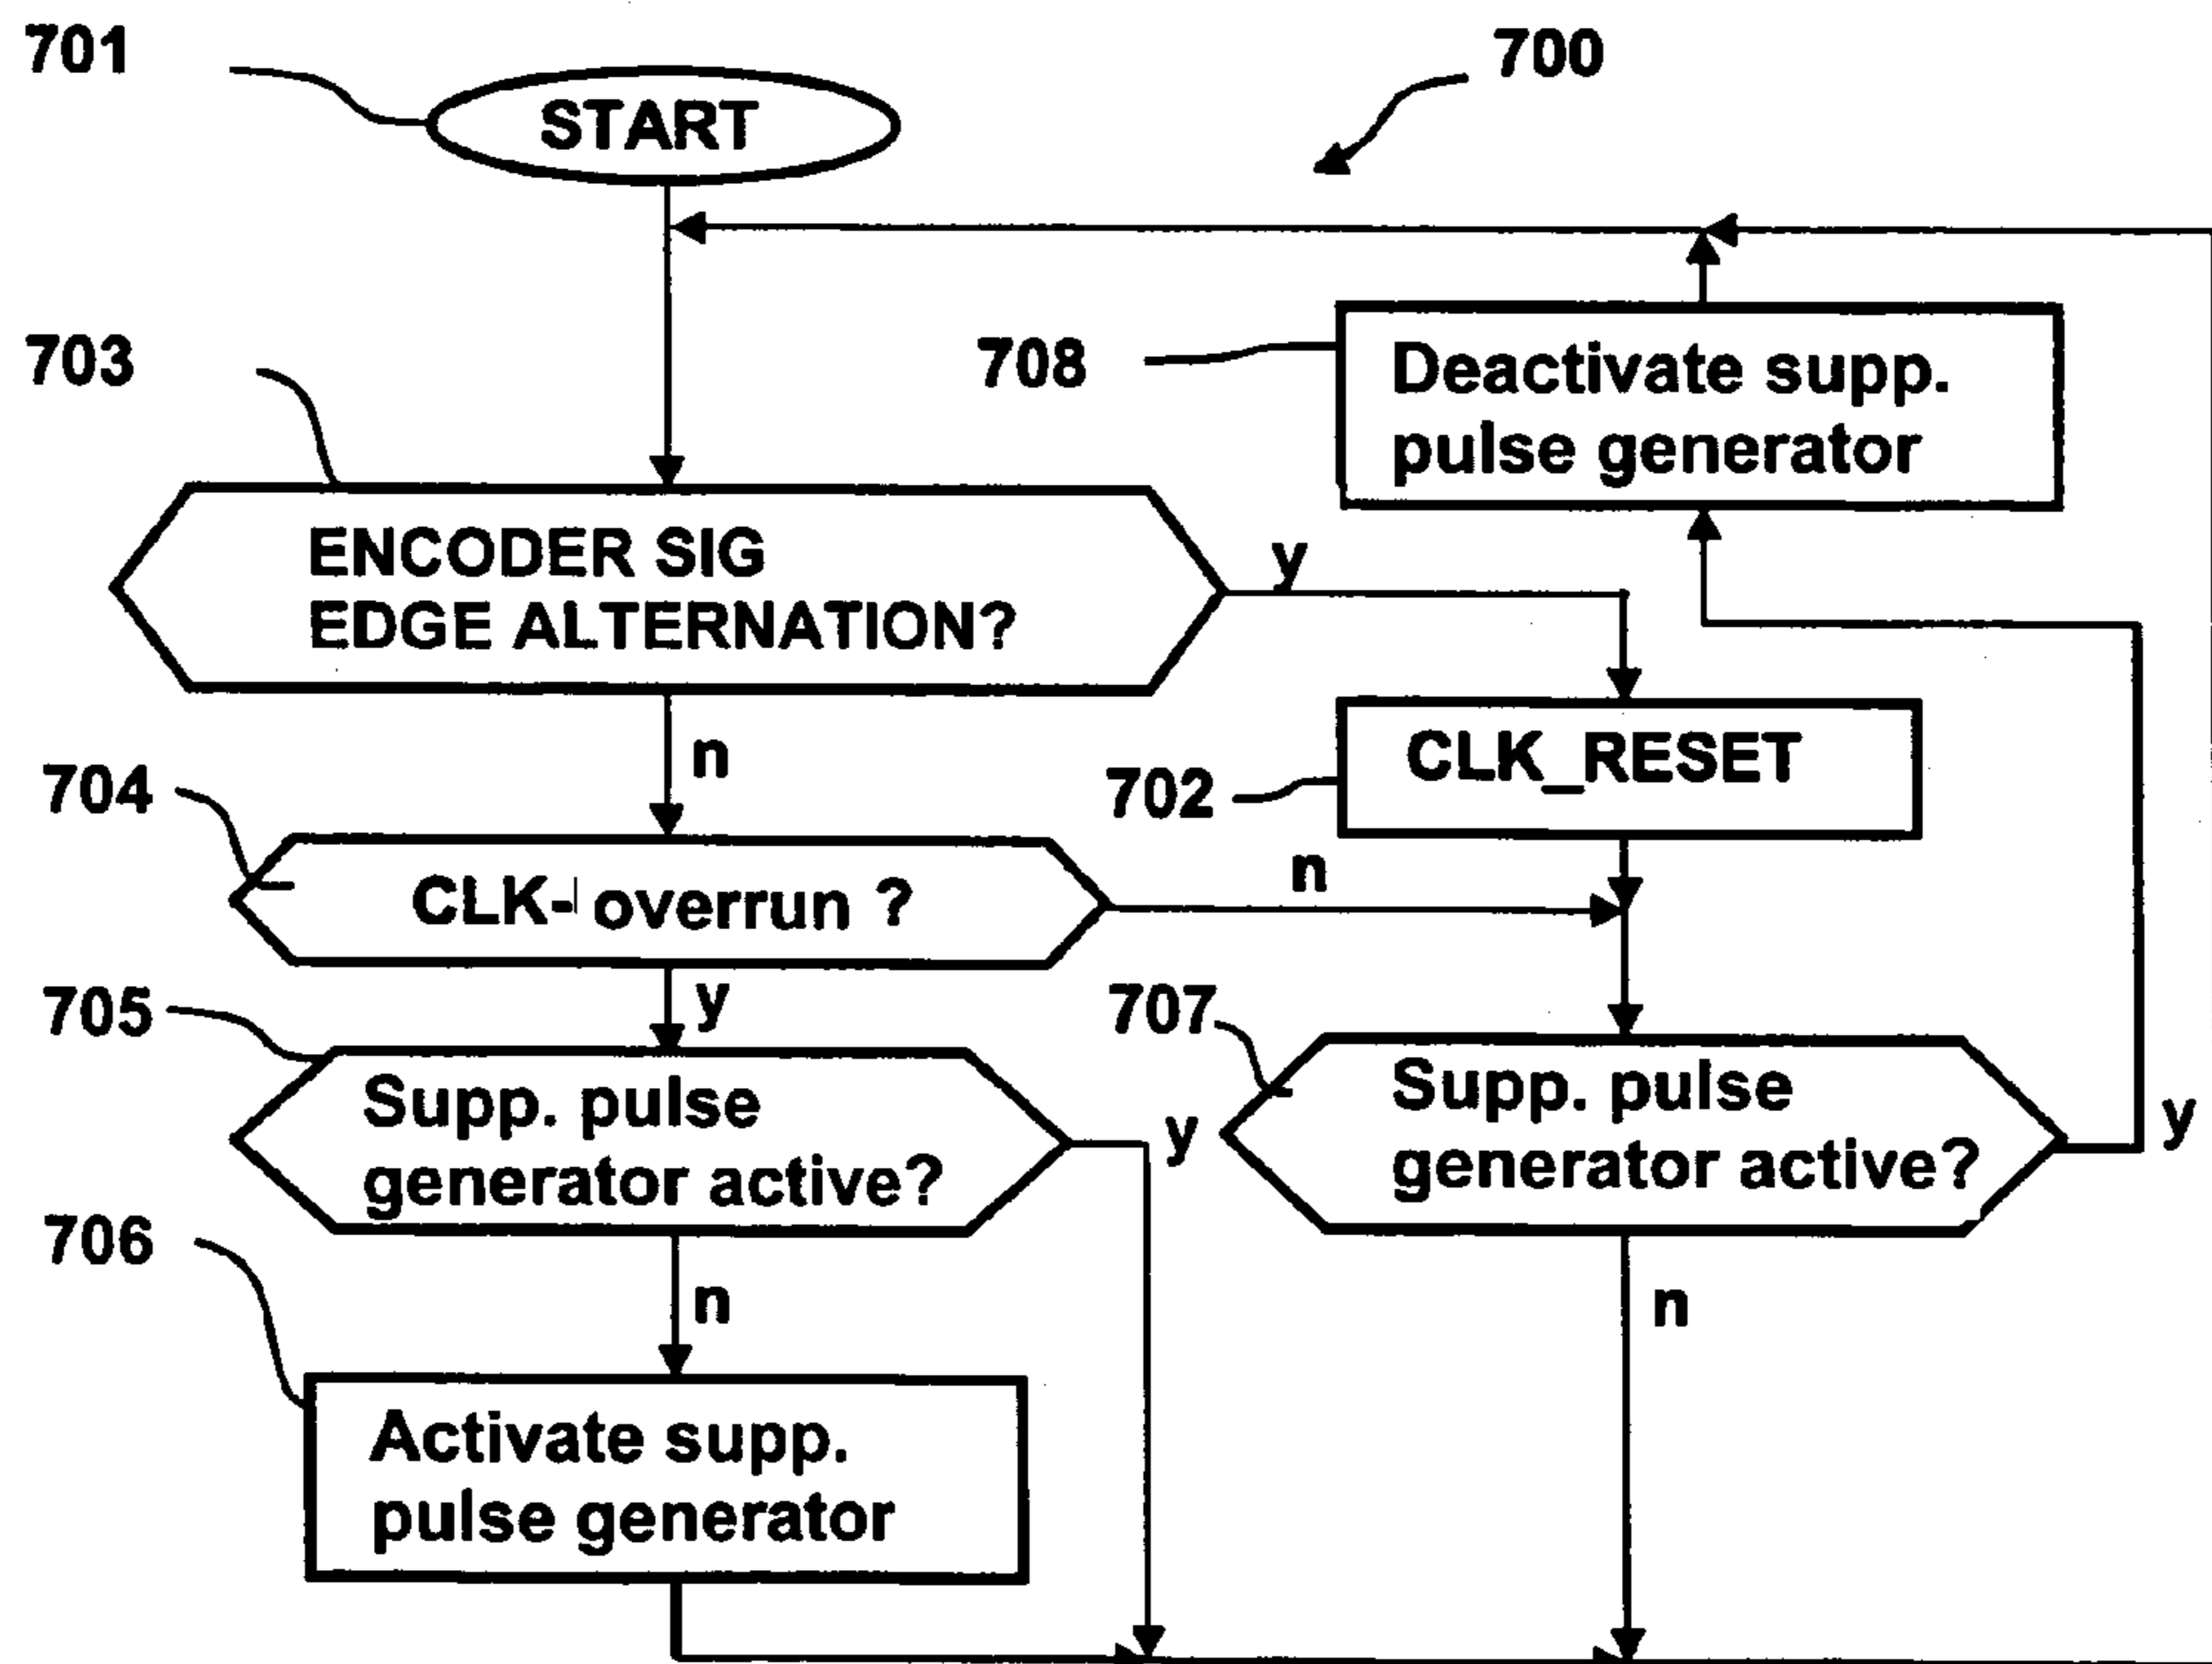 701
START
700
703
708
Deactivate supp.
pulse generator
ENCODER SIG
EDGE ALTERNATION?
y
n
702
CLK_RESET
704
CLK- overrun ?
n
y
705
Supp. pulse
generator active?
y
707
Supp. pulse
generator active?
y
706
n
n
Activate supp.
pulse generator